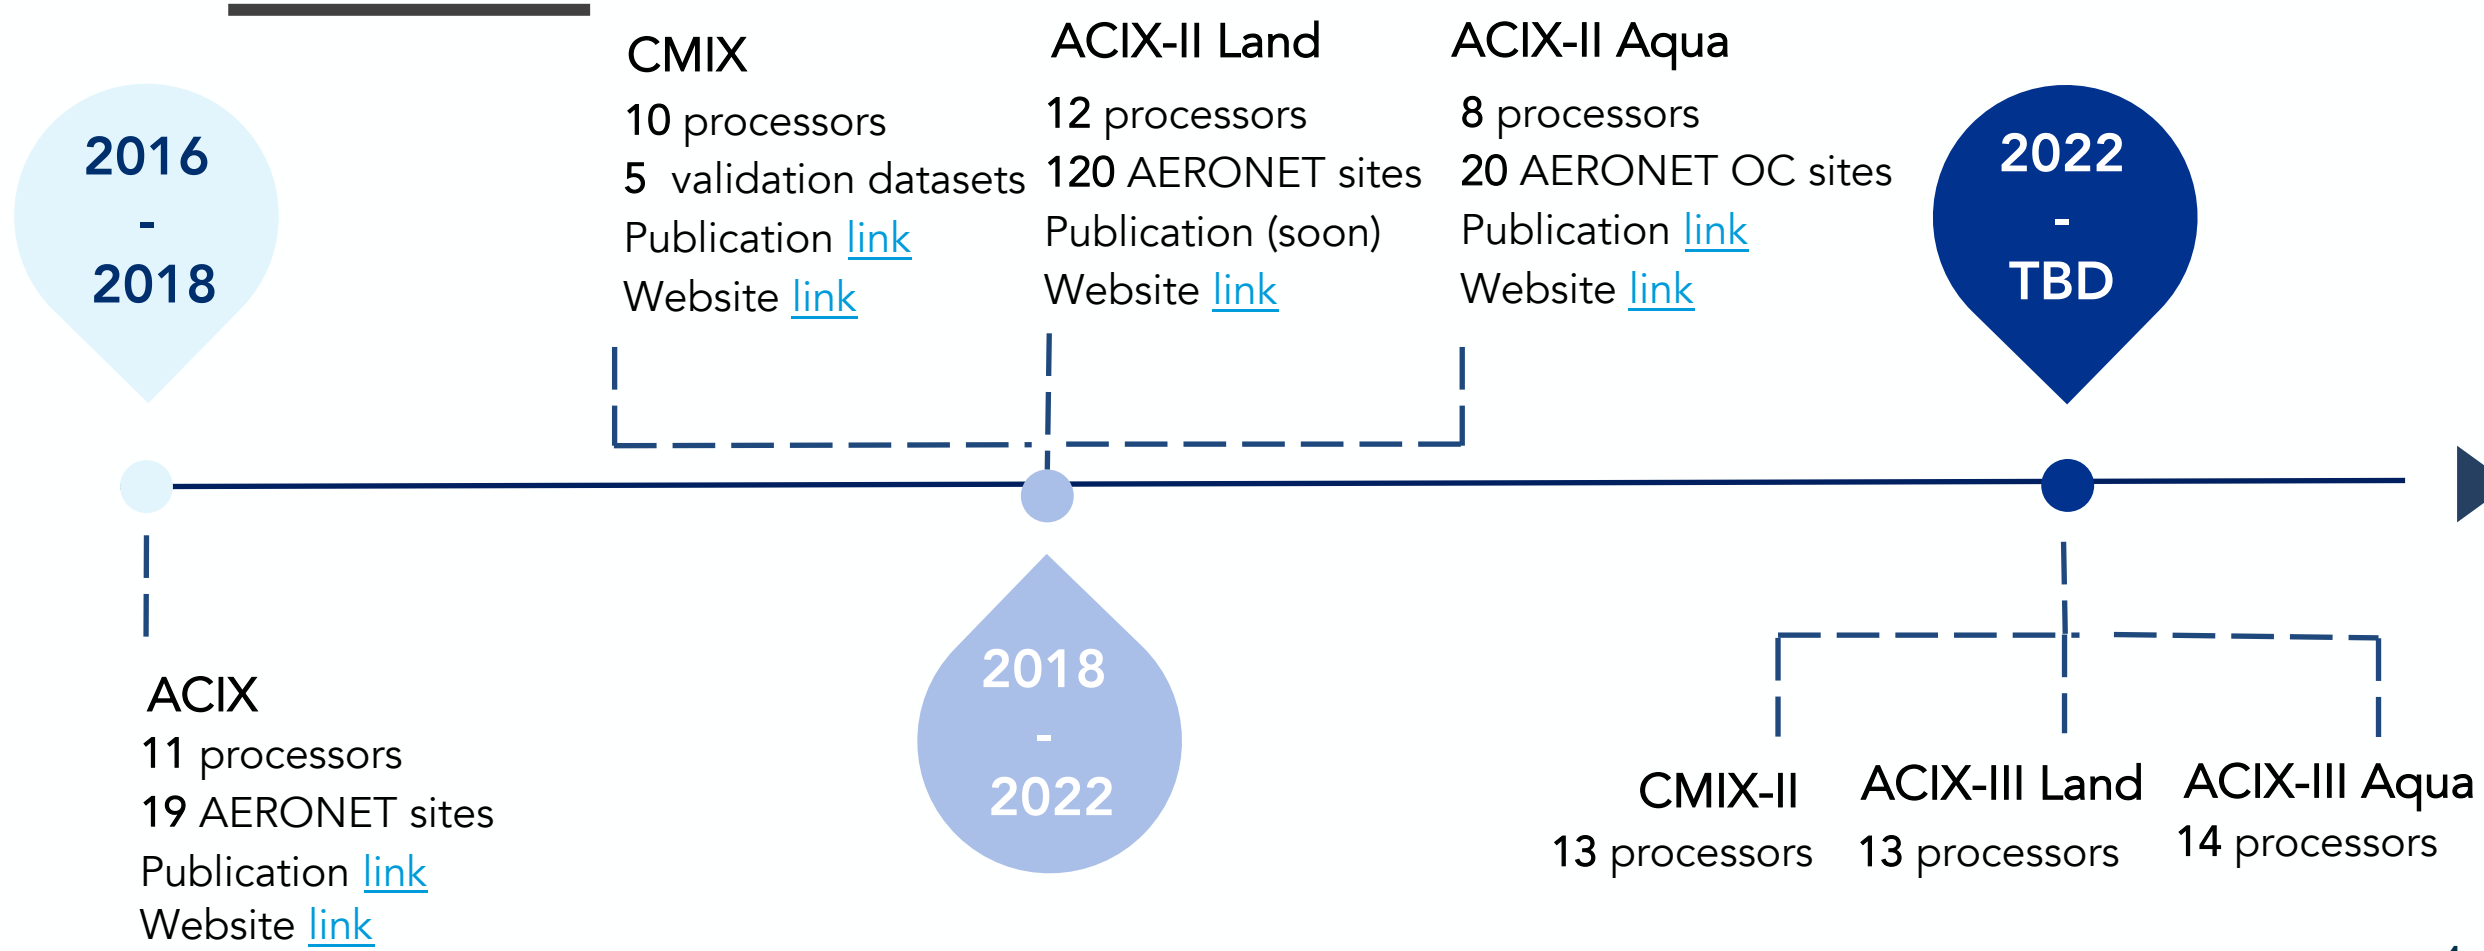 2016
-
2018
CMIX
10 processors
5 validation datasets
Publication link
Website link
ACIX-II Land
12 processors
120 AERONET sites
Publication (soon)
Website link
ACIX-II Aqua
8 processors
20 AERONET OC sites
Publication link
Website link
2022
-
TBD
ACIX
11 processors
19 AERONET sites
Publication link
Website link
2018
-
2022
CMIX-II
13 processors
ACIX-III Land
13 processors
ACIX-III Aqua
14 processors